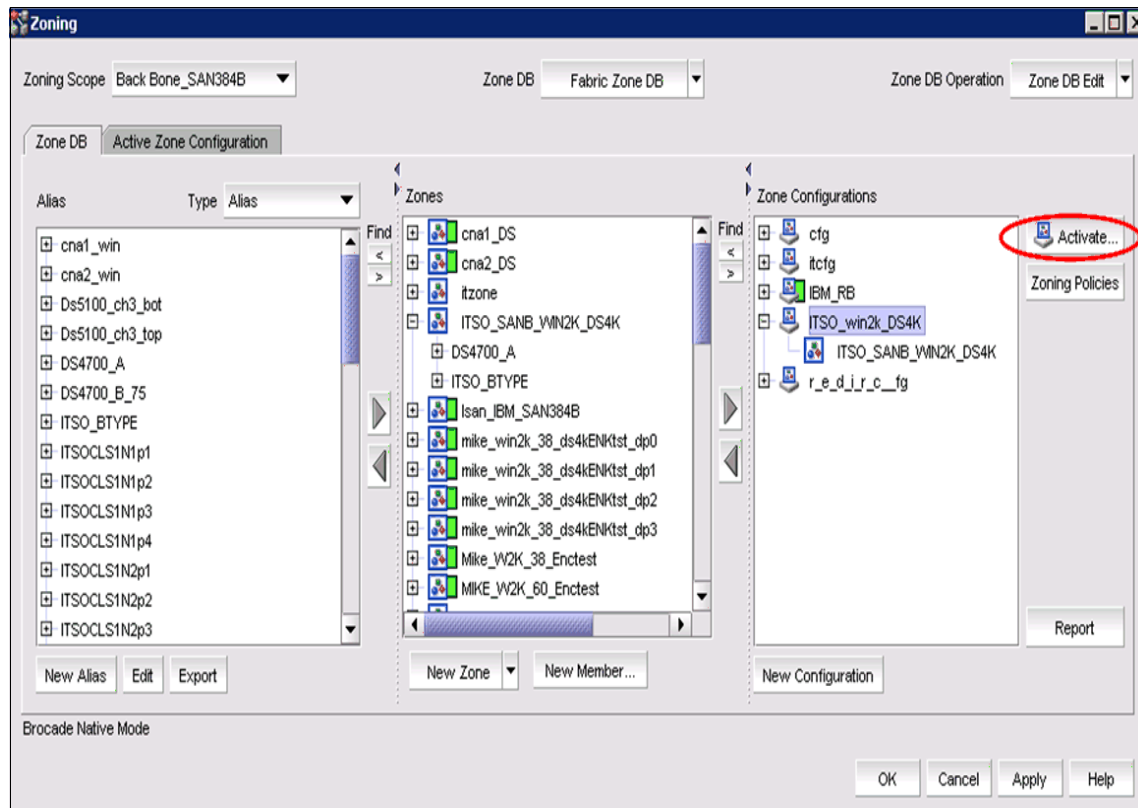 Zoning
Zoning Scope Back Bone_SAN384B
Zone DB Fabric Zone DB
Zone DB Operation Zone DB Edit
Zone DB Active Zone Configuration
Alias Type Alias
cna1_win
cna2_win
Ds5100_ch3_bot
Ds5100_ch3_top
DS4700_A
DS4700_B_75
ITSO_BTYPE
ITSOCLS1N1p1
ITSOCLS1N1p2
ITSOCLS1N1p3
ITSOCLS1N1p4
ITSOCLS1N2p1
ITSOCLS1N2p2
ITSOCLS1N2p3
New Alias Edit Export
Find
<
>
Zones
cna1_DS
cna2_DS
itzone
ITSO_SANB_WIN2K_DS4K
DS4700_A
ITSO_BTYPE
lsan_IBM_SAN384B
mike_win2k_38_ds4kENKtst_dp0
mike_win2k_38_ds4kENKtst_dp1
mike_win2k_38_ds4kENKtst_dp2
mike_win2k_38_ds4kENKtst_dp3
Mike_W2K_38_Enctest
MIKE_W2K_60_Enctest
New Zone New Member...
Find
<
>
Zone Configurations
cfg
itcfg
IBM_RB
ITSO_win2k_DS4K
ITSO_SANB_WIN2K_DS4K
r_e_d_i_r_c__fg
New Configuration
Activate...
Zoning Policies
Report
Brocade Native Mode
OK Cancel Apply Help